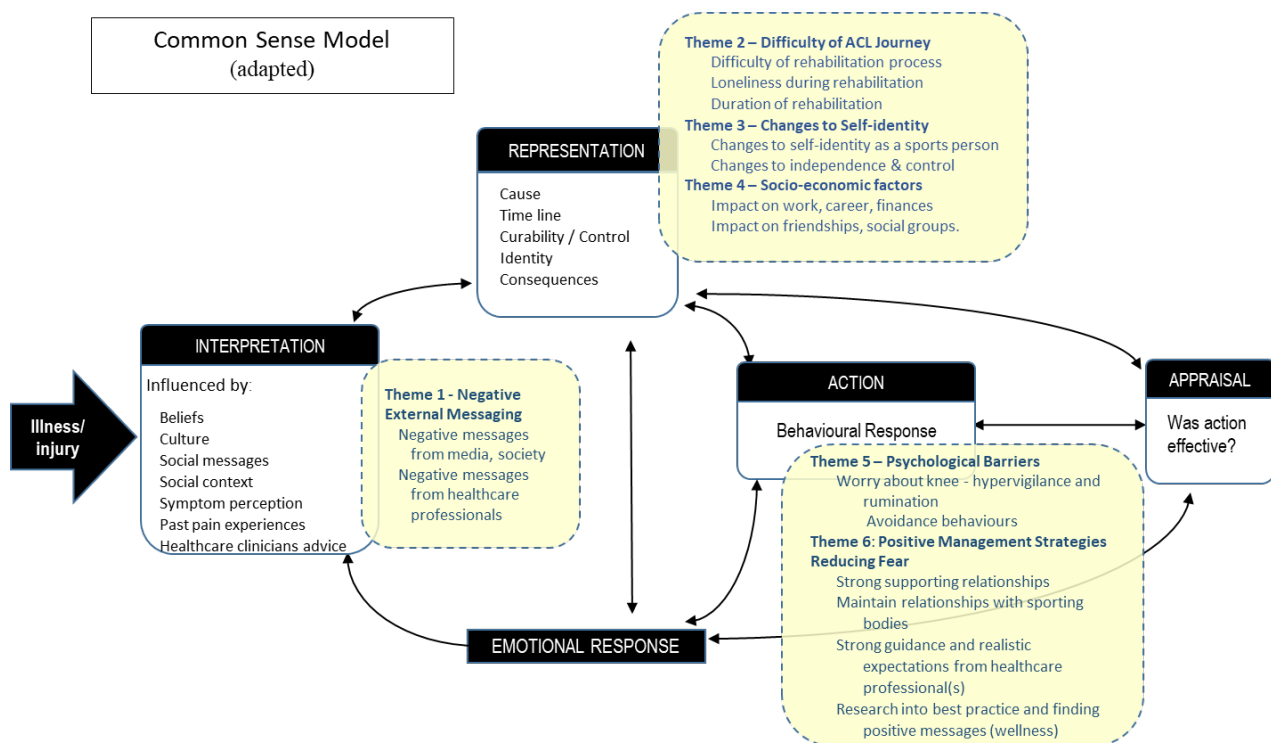 Common Sense Model
(adapted)
Theme 2 – Difficulty of ACL Journey
Difficulty of rehabilitation process
Loneliness during rehabilitation
Duration of rehabilitation
Theme 3 – Changes to Self-identity
Changes to self-identity as a sports person
Changes to independence & control
Theme 4 – Socio-economic factors
Impact on work, career, finances
Impact on friendships, social groups.
REPRESENTATION
Cause
Time line
Curability / Control
Identity
Consequences
Illness/
injury
INTERPRETATION
Influenced by:
Beliefs
Culture
Social messages
Social context
Symptom perception
Past pain experiences
Healthcare clinicians advice
Theme 1 - Negative
External Messaging
Negative messages
from media, society
Negative messages
from healthcare
professionals
ACTION
Behavioural Response
Theme 5 – Psychological Barriers
Worry about knee - hypervigilance and
rumination
Avoidance behaviours
Theme 6: Positive Management Strategies
Reducing Fear
Strong supporting relationships
Maintain relationships with sporting
bodies
Strong guidance and realistic
expectations from healthcare
professional(s)
Research into best practice and finding
positive messages (wellness)
APPRAISAL
Was action
effective?
EMOTIONAL RESPONSE